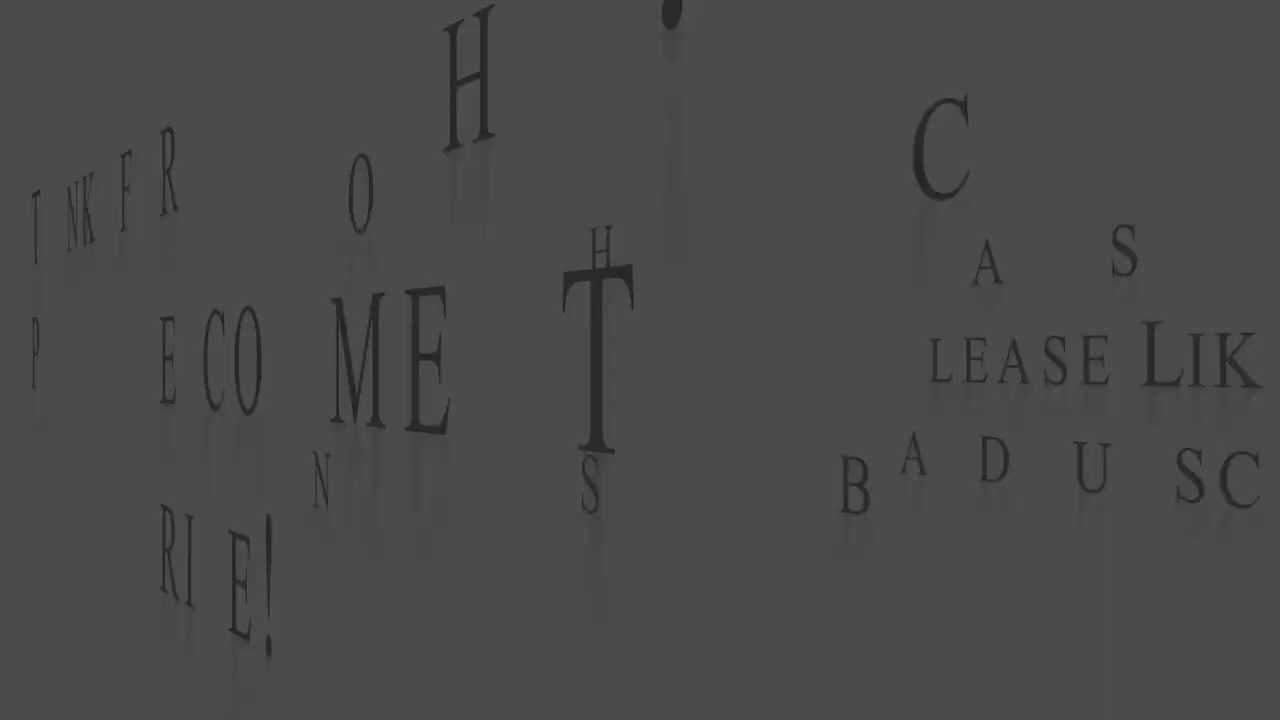 H .
T NK F R O C
H A S
P E CO ME T LEASE LIK
N S B A D U SC
RI E!